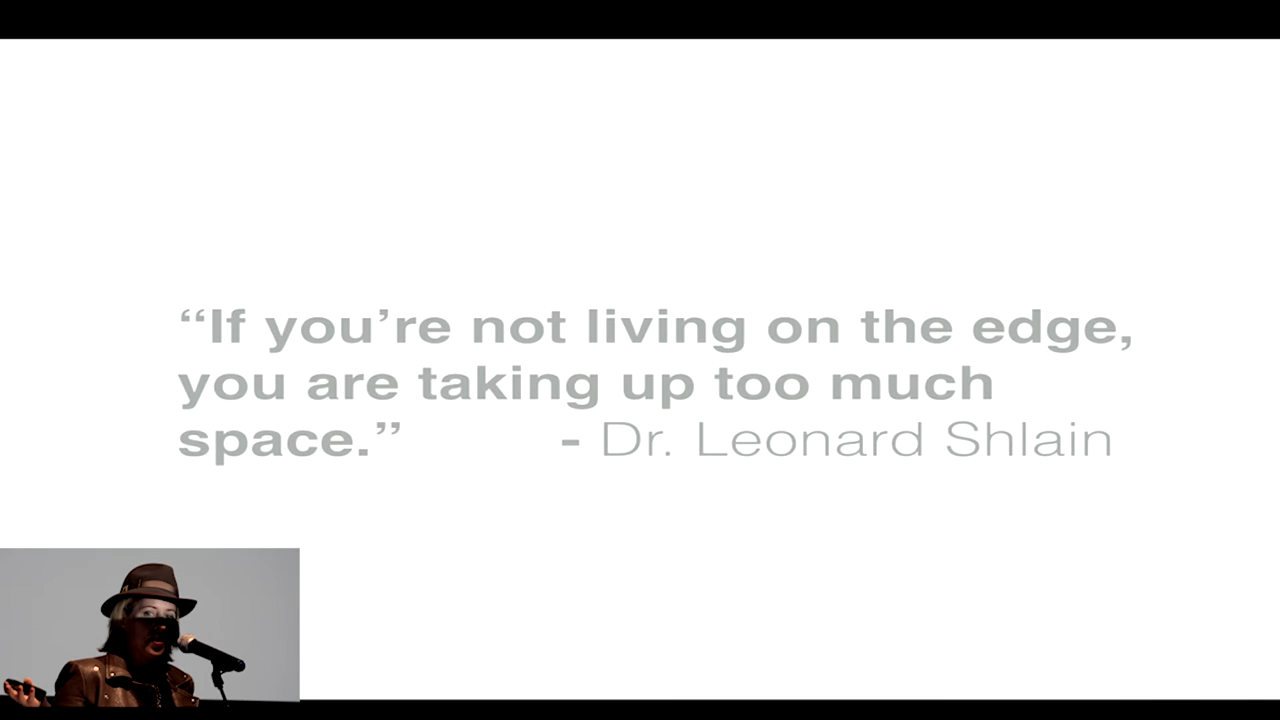 “If you’re not living on the edge,
you are taking up too much
space.” - Dr. Leonard Shlain